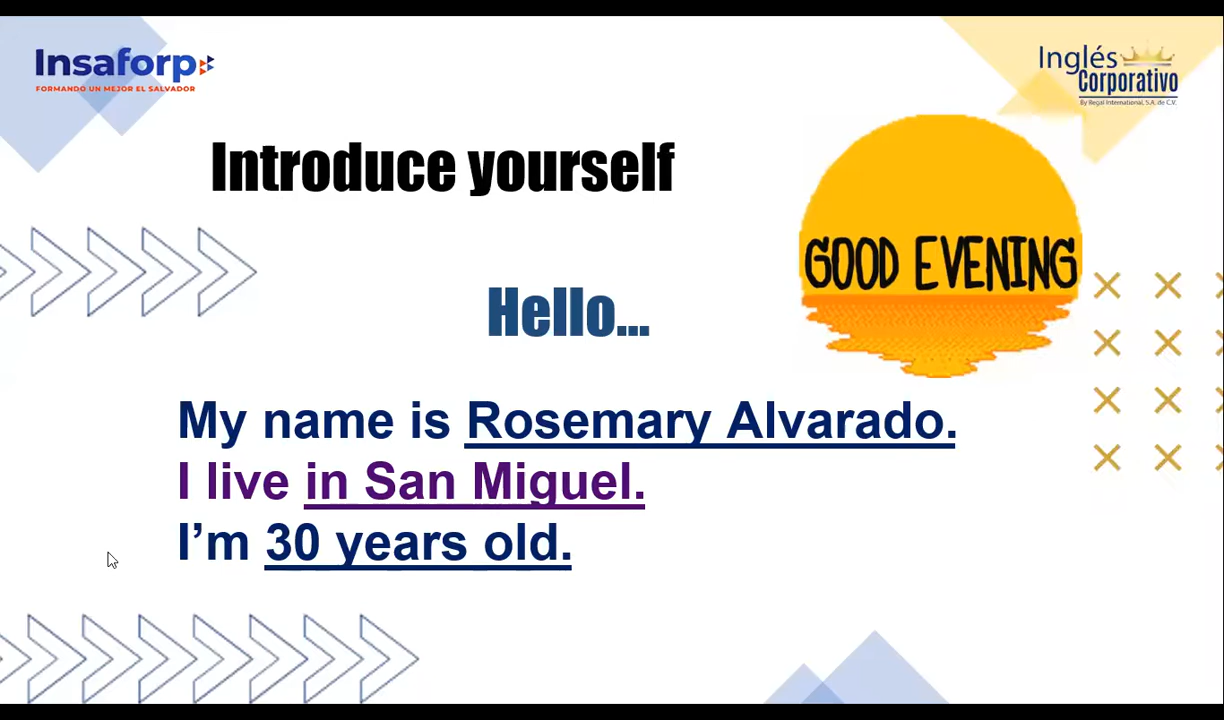 Insaforp
FORMANDO UN MEJOR EL SALVADOR
Inglés
Corporativo
By Ilegal International, S.A. de C.V.
Introduce yourself
GOOD EVENING
Hello...
My name is Rosemary Alvarado.
I live in San Miguel.
I’m 30 years old.